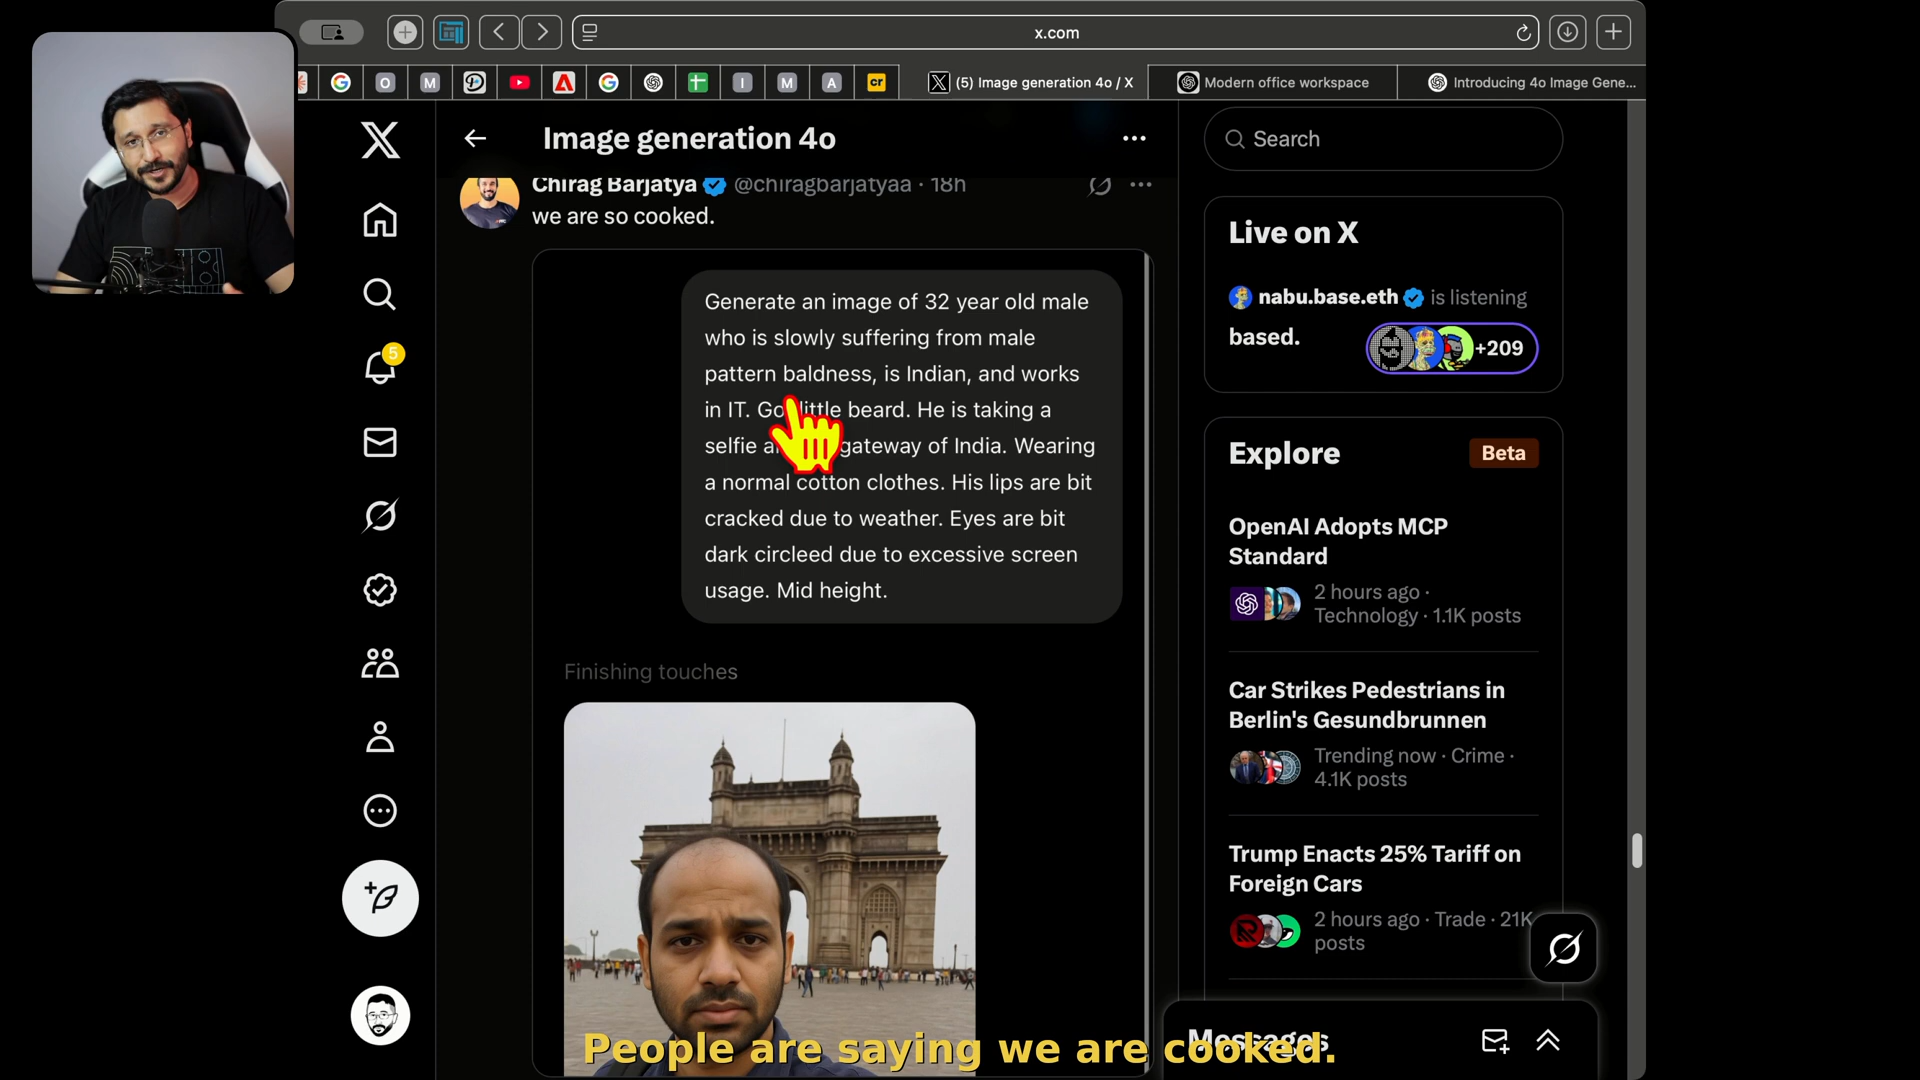 x.com
(5) Image generation 4o / X
Modern office workspace
Introducing 4o Image Gene...
Image generation 4o
Chirag Barjatya @chiragbarjatyaa · 18h
we are so cooked.
Generate an image of 32 year old male
who is slowly suffering from male
pattern baldness, is Indian, and works
in IT. little beard. He is taking a
selfie gateway of India. Wearing
a normal cotton clothes. His lips are bit
cracked due to weather. Eyes are bit
dark circleed due to excessive screen
usage. Mid height.
Finishing touches
Search
Live on X
nabu.base.eth is listening
based.
+209
Explore
Beta
OpenAI Adopts MCP
Standard
2 hours ago ·
Technology · 1.1K posts
Car Strikes Pedestrians in
Berlin's Gesundbrunnen
Trending now · Crime ·
4.1K posts
Trump Enacts 25% Tariff on
Foreign Cars
2 hours ago · Trade · 21K
posts
Messages
People are saying we are cooked.
5
O
M
I
M
A
cr